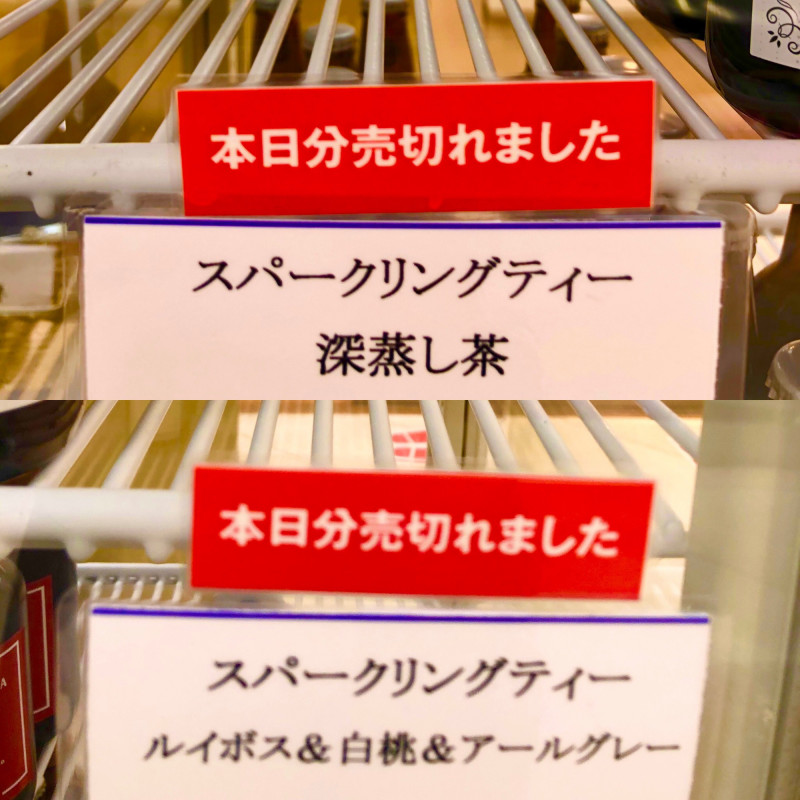 本日分売切れました
スパークリングティー
深蒸し茶
本日分売切れました
スパークリングティー
ルイボス&白桃&アールグレー